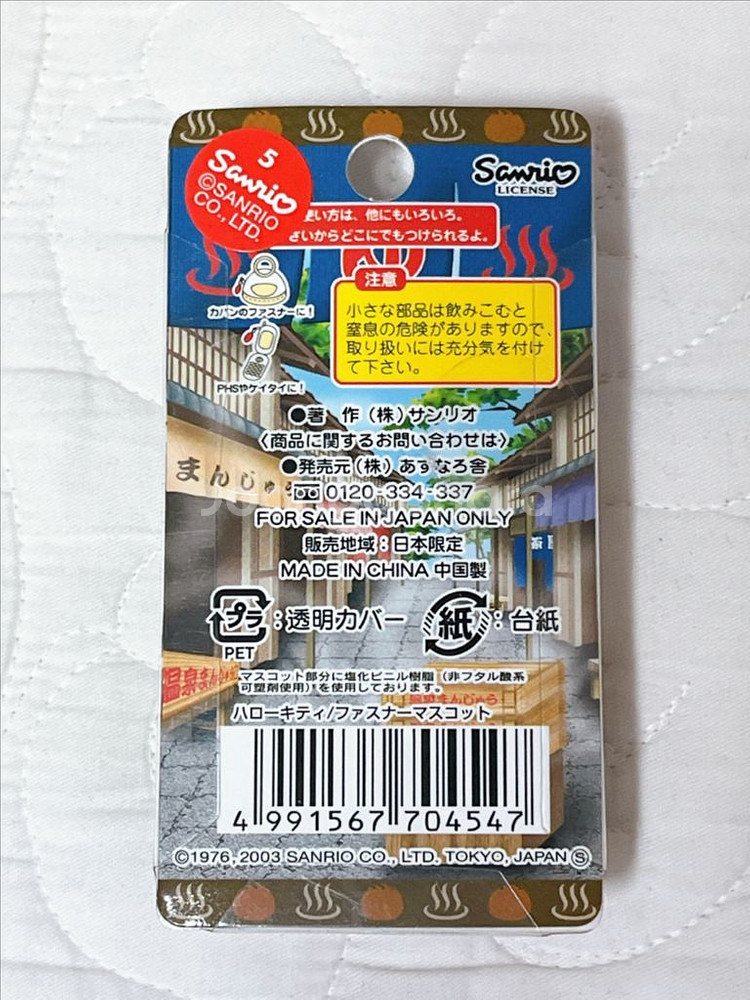 5
Sanrio
©SANRIO
CO., LTD.
Sanrio
LICENSE
使い方は、他にもいろいろ。
さいからどこにでもつけられるよ。
注意
小さな部品は飲みこむと
窒息の危険がありますので、
取り扱いには充分気を付け
て下さい。
カバンのファスナーに!
PHSやケイタイに!
●著 作(株)サンリオ
〈商品に関するお問い合わせは〉
●発売元(株)あすなろ舎
0120-334-337
FOR SALE IN JAPAN ONLY
販売地域:日本限定
MADE IN CHINA 中国製
まんじゅう
プラ:透明カバー
PET
紙:台紙
マスコット部分に塩化ビニル樹脂(非フタル酸系
可塑剤使用)*を使用しております。
温泉まんじゅ
温泉まんじゅう
ハローキティ/ファスナーマスコット
4 991567 704547
©1976, 2003 SANRIO CO., LTD. TOKYO, JAPAN Ⓢ